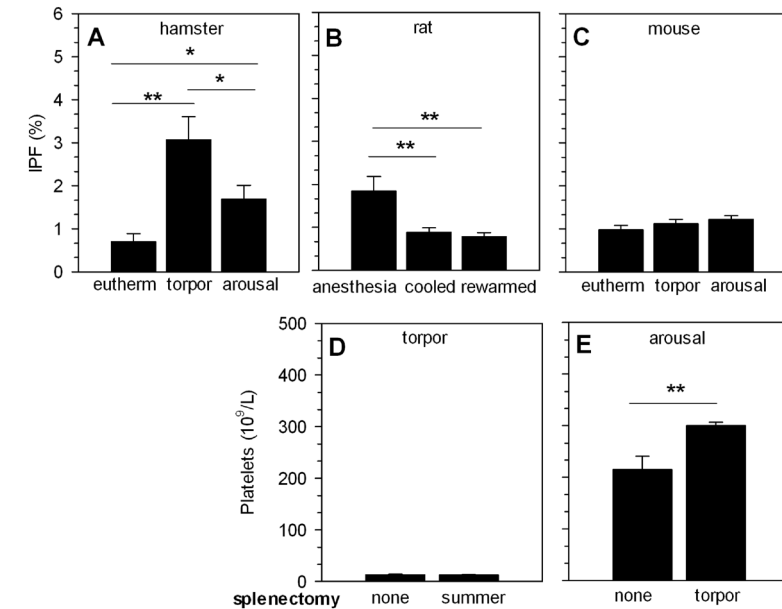 A hamster
B rat
C mouse
IPF (%)
6
5
4
3
2
1
0
*
*
**
**
**
eutherm torpor arousal
anesthesia cooled rewarmed
eutherm torpor arousal
D torpor
E arousal
Platelets (10⁹/L)
500
400
300
200
100
0
**
splenectomy none summer
none torpor